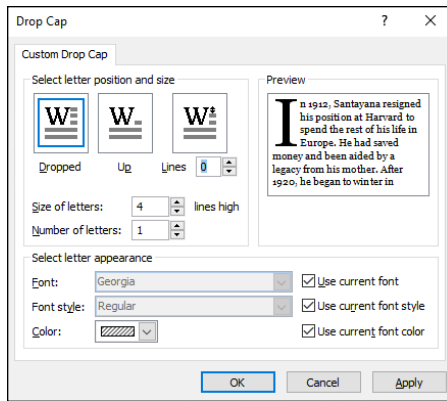 Drop Cap ? ×
Custom Drop Cap
Select letter position and size
Preview
W W W
Dropped Up Lines 0
Size of letters: 4 lines high
Number of letters: 1
In 1912, Santayana resigned
his position at Harvard to
spend the rest of his life in
Europe. He had saved
money and been aided by a
legacy from his mother. After
1920, he began to winter in
Select letter appearance
Font: Georgia Use current font
Font style: Regular Use current font style
Color: Use current font color
OK Cancel Apply